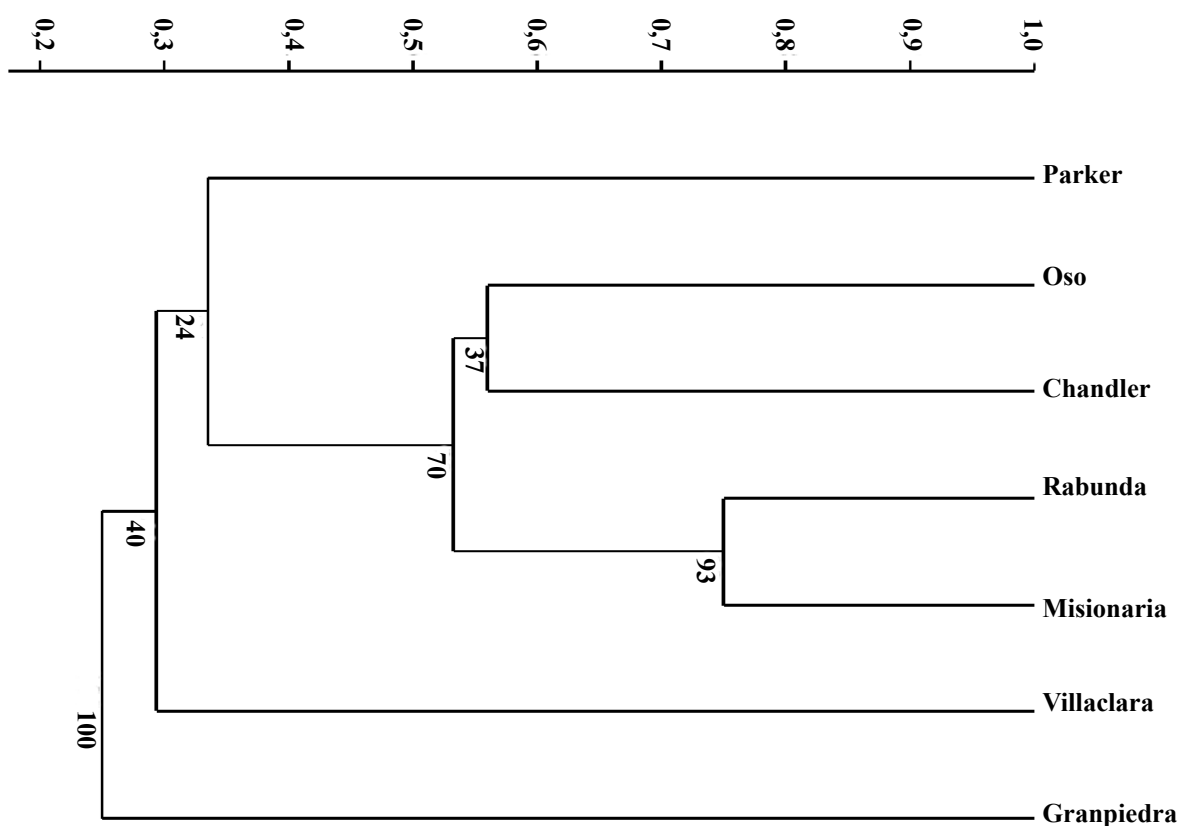 0,2
0,3
0,4
0,5
0,6
0,7
0,8
0,9
1,0
Parker
Oso
24
37
Chandler
70
Rabunda
40
93
Misionaria
Villaclara
100
Granpiedra